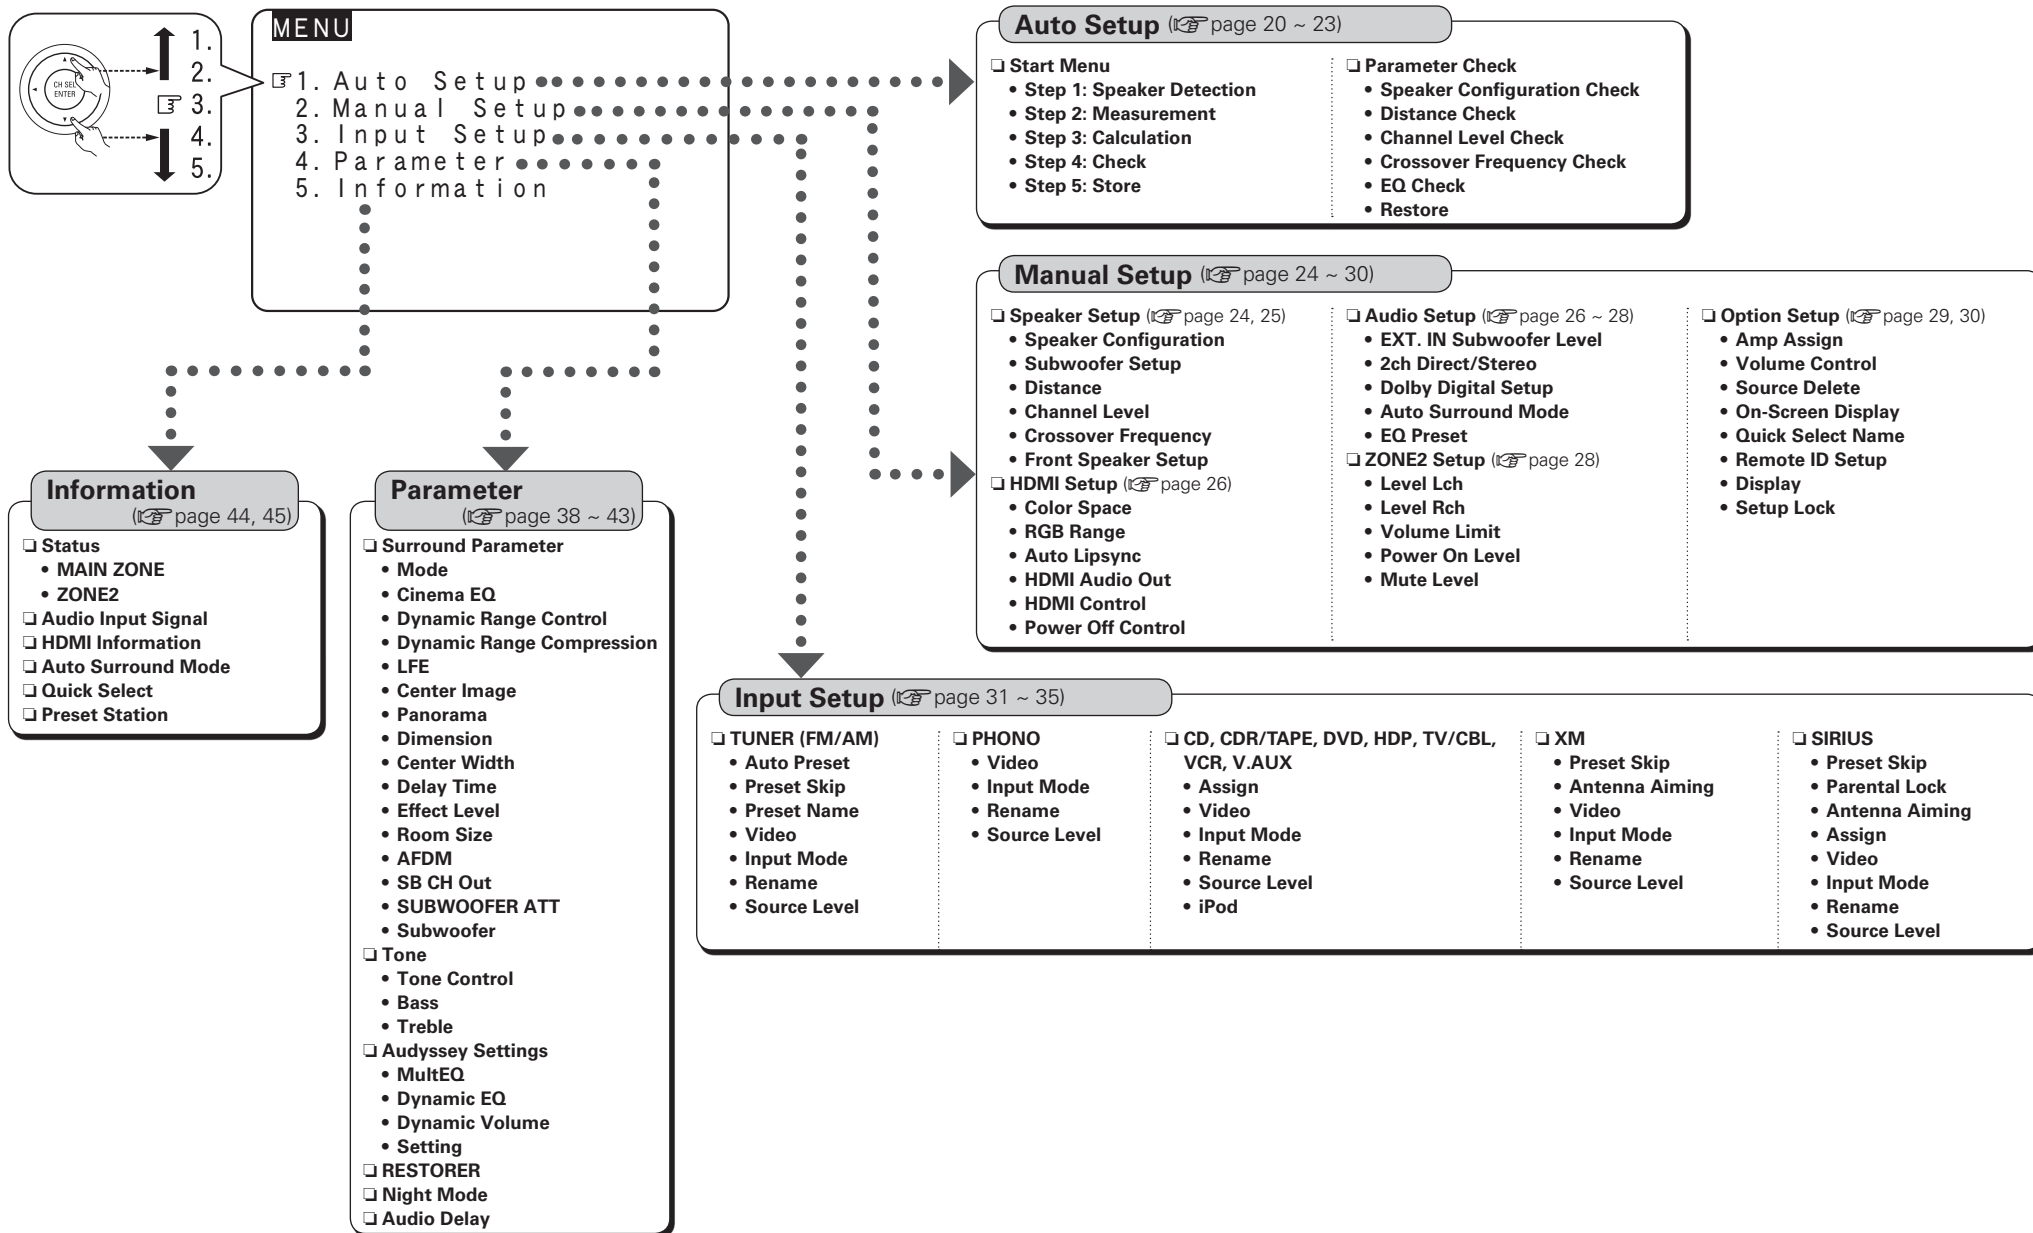 1.
2.
3.
4.
5.
CH SEL
ENTER
MENU
1. Auto Setup
2. Manual Setup
3. Input Setup
4. Parameter
5. Information
Auto Setup (page 20 ~ 23)
❏ Start Menu
• Step 1: Speaker Detection
• Step 2: Measurement
• Step 3: Calculation
• Step 4: Check
• Step 5: Store
❏ Parameter Check
• Speaker Configuration Check
• Distance Check
• Channel Level Check
• Crossover Frequency Check
• EQ Check
• Restore
Manual Setup (page 24 ~ 30)
❏ Speaker Setup (page 24, 25)
• Speaker Configuration
• Subwoofer Setup
• Distance
• Channel Level
• Crossover Frequency
• Front Speaker Setup
❏ HDMI Setup (page 26)
• Color Space
• RGB Range
• Auto Lipsync
• HDMI Audio Out
• HDMI Control
• Power Off Control
❏ Audio Setup (page 26 ~ 28)
• EXT. IN Subwoofer Level
• 2ch Direct/Stereo
• Dolby Digital Setup
• Auto Surround Mode
• EQ Preset
❏ ZONE2 Setup (page 28)
• Level Lch
• Level Rch
• Volume Limit
• Power On Level
• Mute Level
❏ Option Setup (page 29, 30)
• Amp Assign
• Volume Control
• Source Delete
• On-Screen Display
• Quick Select Name
• Remote ID Setup
• Display
• Setup Lock
Information
(page 44, 45)
❏ Status
• MAIN ZONE
• ZONE2
❏ Audio Input Signal
❏ HDMI Information
❏ Auto Surround Mode
❏ Quick Select
❏ Preset Station
Parameter
(page 38 ~ 43)
❏ Surround Parameter
• Mode
• Cinema EQ
• Dynamic Range Control
• Dynamic Range Compression
• LFE
• Center Image
• Panorama
• Dimension
• Center Width
• Delay Time
• Effect Level
• Room Size
• AFDM
• SB CH Out
• SUBWOOFER ATT
• Subwoofer
❏ Tone
• Tone Control
• Bass
• Treble
❏ Audyssey Settings
• MultEQ
• Dynamic EQ
• Dynamic Volume
• Setting
❏ RESTORER
❏ Night Mode
❏ Audio Delay
Input Setup (page 31 ~ 35)
❏ TUNER (FM/AM)
• Auto Preset
• Preset Skip
• Preset Name
• Video
• Input Mode
• Rename
• Source Level
❏ PHONO
• Video
• Input Mode
• Rename
• Source Level
❏ CD, CDR/TAPE, DVD, HDP, TV/CBL,
VCR, V.AUX
• Assign
• Video
• Input Mode
• Rename
• Source Level
• iPod
❏ XM
• Preset Skip
• Antenna Aiming
• Video
• Input Mode
• Rename
• Source Level
❏ SIRIUS
• Preset Skip
• Parental Lock
• Antenna Aiming
• Assign
• Video
• Input Mode
• Rename
• Source Level